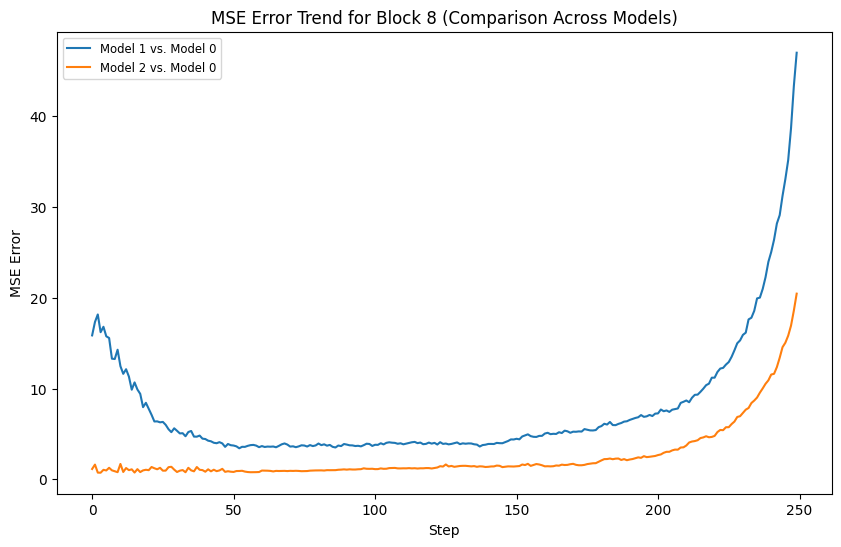 MSE Error Trend for Block 8 (Comparison Across Models)
Model 1 vs. Model 0
Model 2 vs. Model 0
MSE Error
40
30
20
10
0
0 50 100 150 200 250
Step